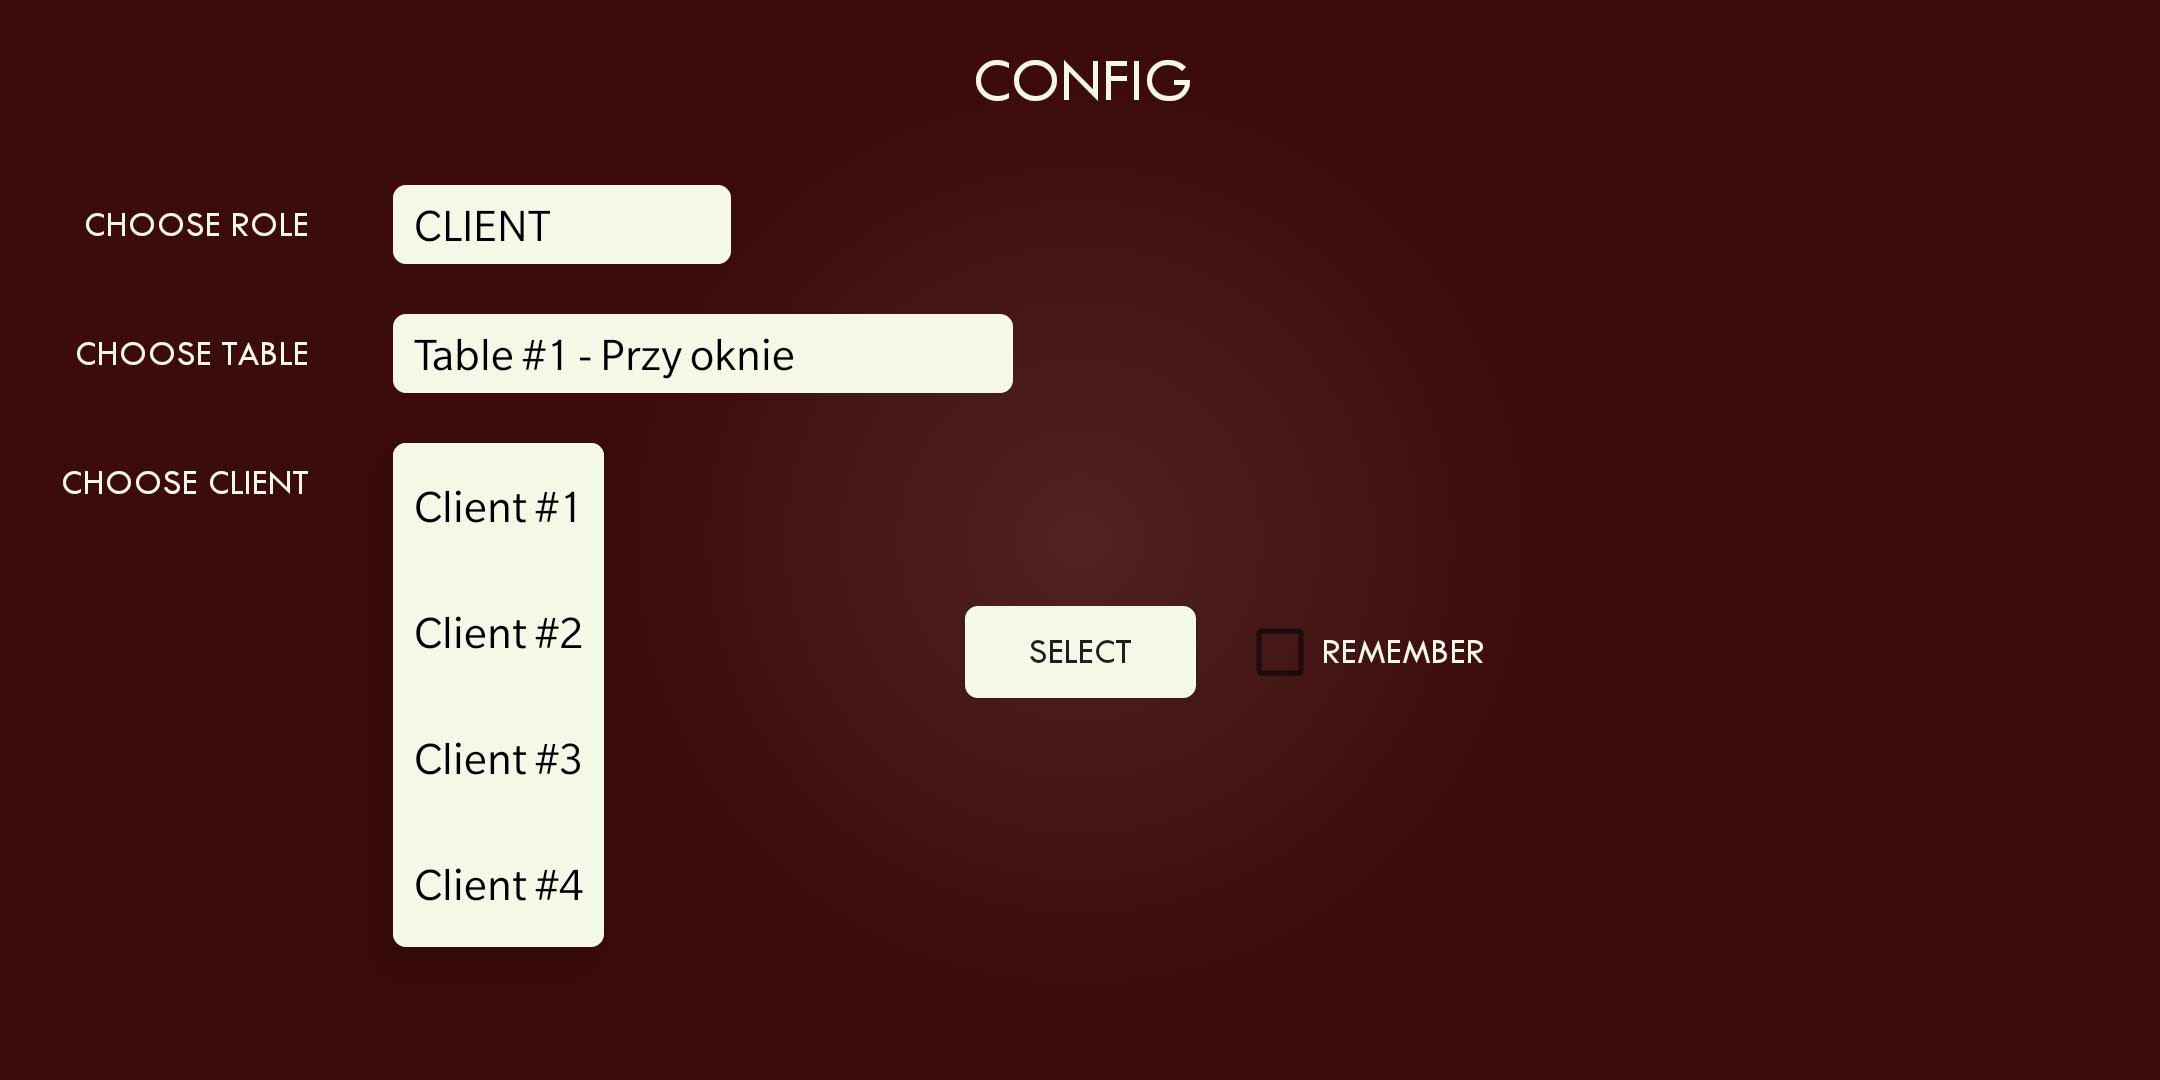 CONFIG
CHOOSE ROLE
CLIENT
CHOOSE TABLE
Table #1 - Przy oknie
CHOOSE CLIENT
Client #1
Client #2
Client #3
Client #4
SELECT
REMEMBER